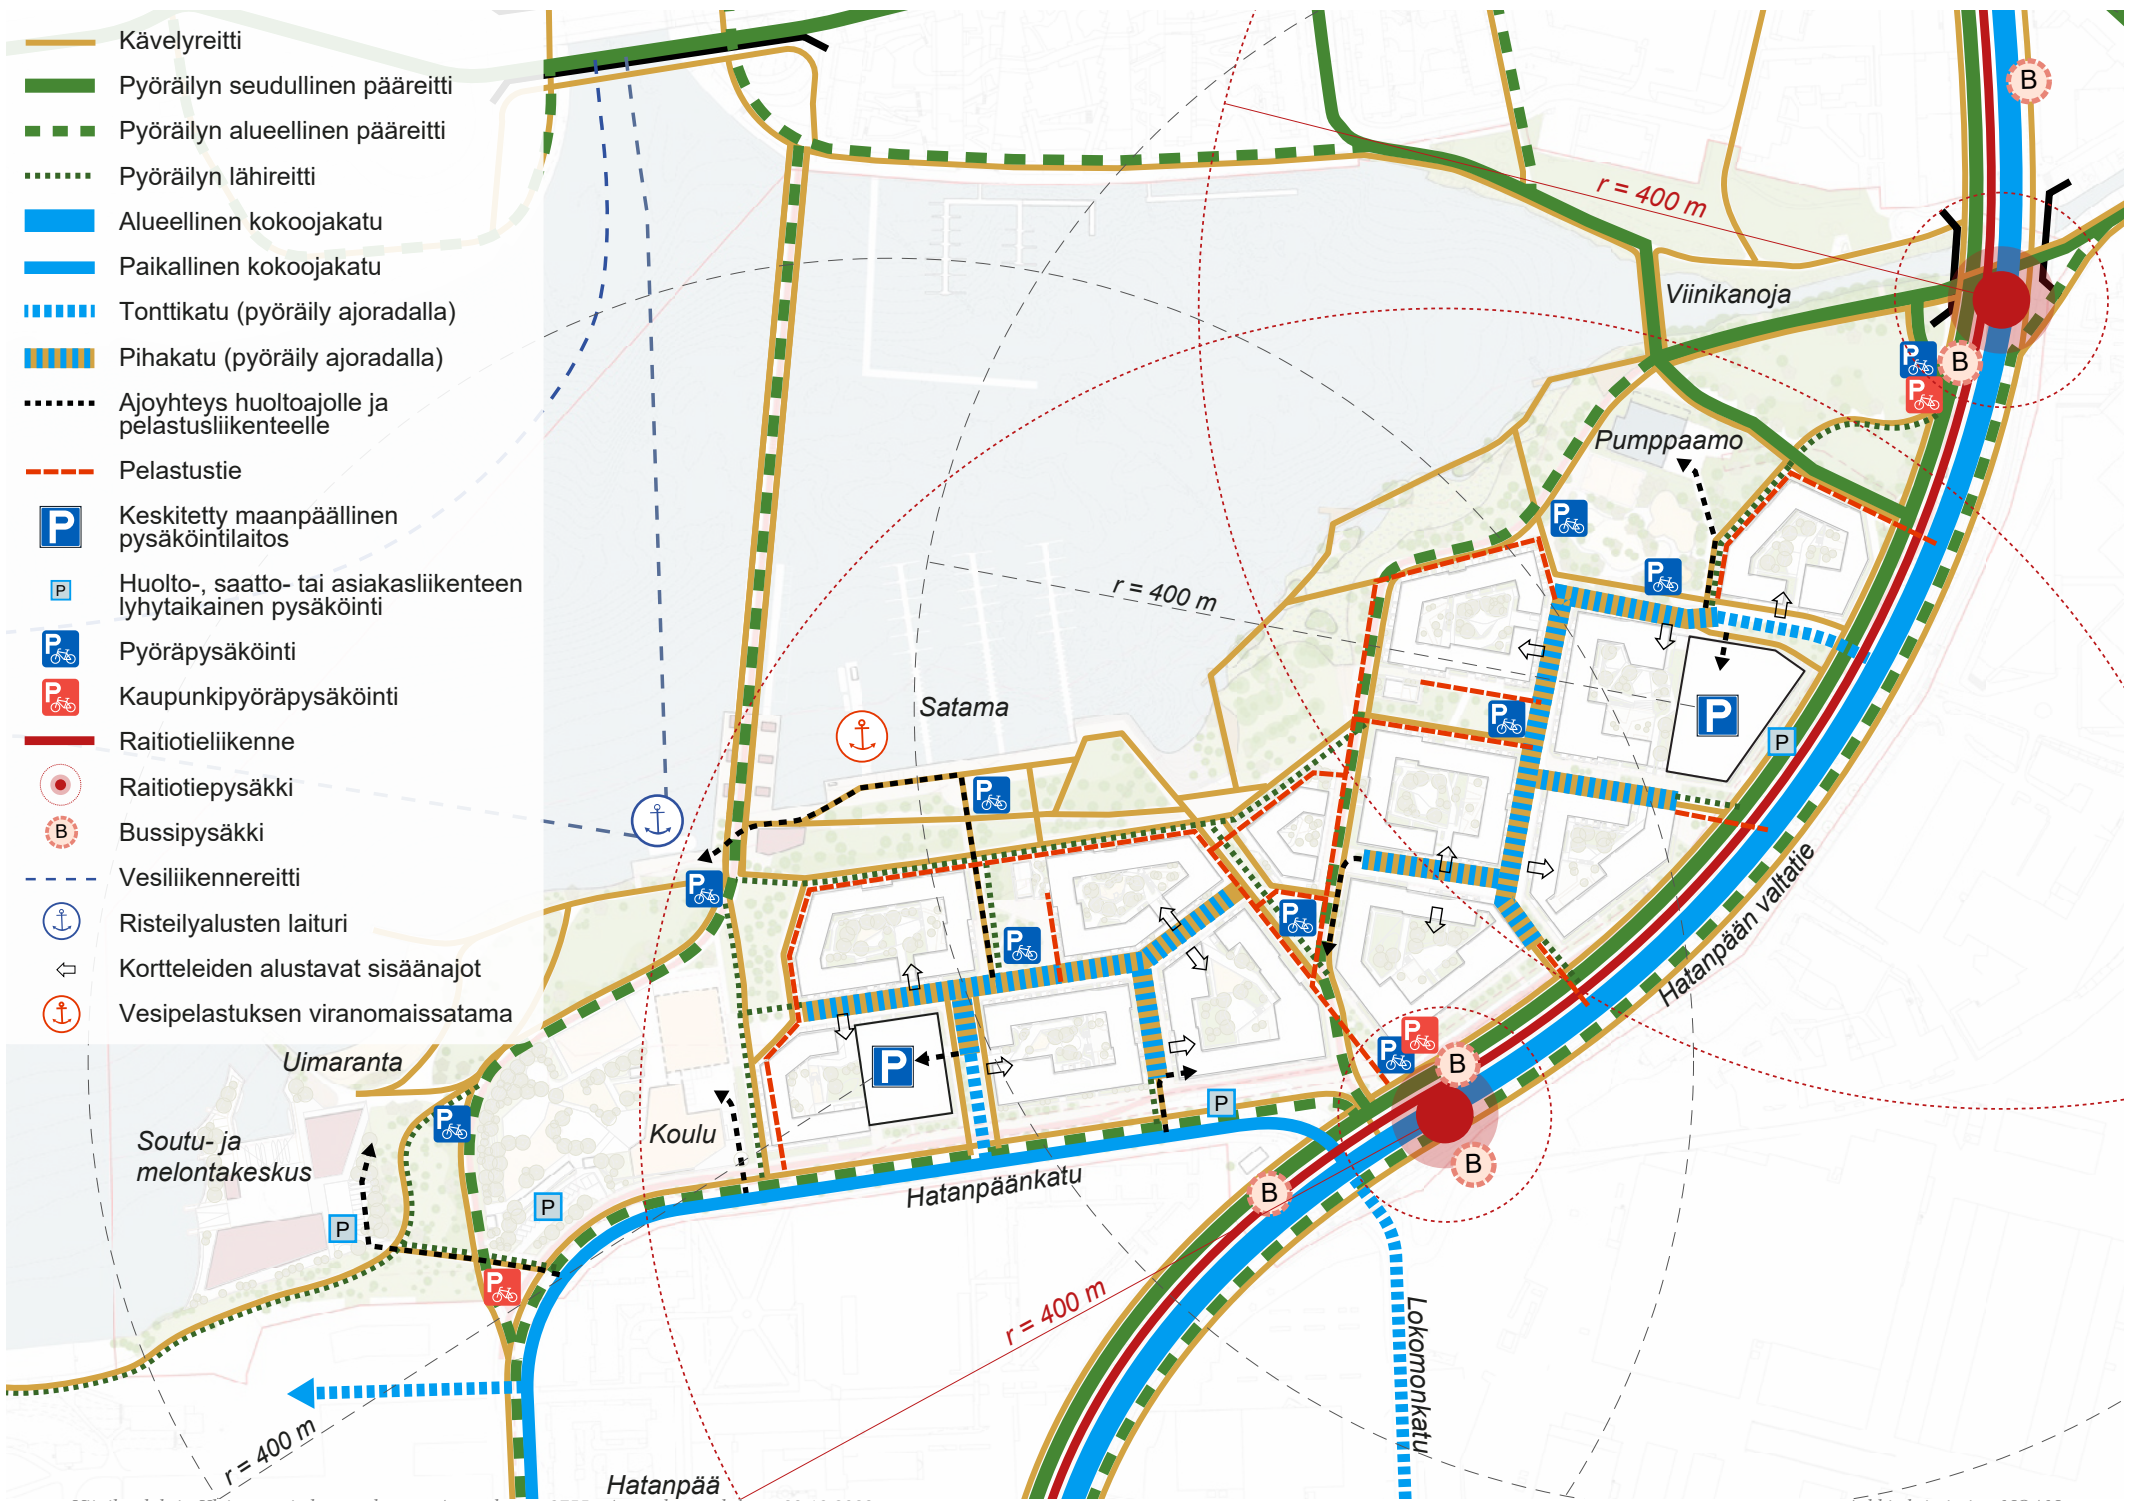 Kävelyreitti
Pyöräilyn seudullinen pääreitti
Pyöräilyn alueellinen pääreitti
Pyöräilyn lähireitti
Alueellinen kokoojakatu
Paikallinen kokoojakatu
Tonttikatu (pyöräily ajoradalla)
Pihakatu (pyöräily ajoradalla)
Ajoyhteys huoltoajolle ja
pelastusliikenteelle
Pelastustie
P
Keskitetty maanpäällinen
pysäköintilaitos
P
Huolto-, saatto- tai asiakasliikenteen
lyhytaikainen pysäköinti
P
Pyöräpysäköinti
P
Kaupunkipyöräpysäköinti
Raitiotieliikenne
Raitiotiepysäkki
B
Bussipysäkki
Vesiliikennereitti
Risteilyalusten laituri
Kortteleiden alustavat sisäänajot
Vesipelastuksen viranomaissatama
B
r = 400 m
Viinikanoja
P
B
P
Pumppaamo
P
P
r = 400 m
Satama
P
P
P
P
P
P
P
Hatanpään valtatie
P
B
P
P
Uimaranta
P
P
Koulu
Soutu- ja
melontakeskus
B
B
Hatanpäänkatu
P
P
P
r = 400 m
Lokomonkatu
r = 400 m
Hatanpää